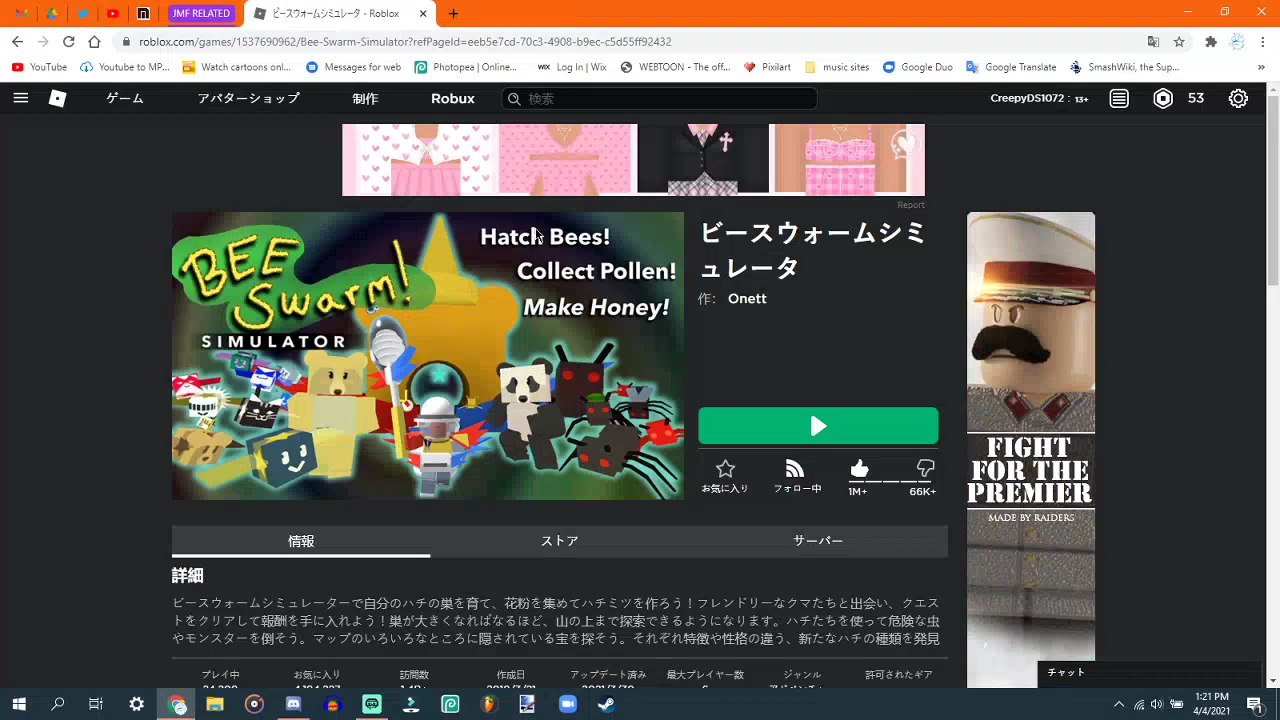 JMF RELATED
ビースウォームシミュレータ - Roblox
roblox.com/games/1537690962/Bee-Swarm-Simulator?refPageId=eeb5e7cd-70c3-4908-b9ec-c5d55ff92432
YouTube
Youtube to MP...
Watch cartoons onl...
Messages for web
Photopea | Online...
WIX Log In | Wix
WEBTOON - The off...
Pixilart
music sites
Google Duo
Google Translate
SmashWiki, the Sup...
ゲーム
アバターショップ
制作
Robux
検索
CreepyDS1072 : 13+
53
Report
BEE Swarm!
SIMULATOR
Hatch Bees!
Collect Pollen!
Make Honey!
ビースウォームシミ
ュレータ
作: Onett
お気に入り
フォロー中
1M+
66K+
FIGHT
FOR THE
PREMIER
MADE BY RAIDERS
情報
ストア
サーバー
詳細
ビースウォームシミュレーターで自分のハチの巣を育て、花粉を集めてハチミツを作ろう！フレンドリーなクマたちと出会い、クエス
トをクリアして報酬を手に入れよう！巣が大きくなればなるほど、山の上まで探索できるようになります。ハチたちを使って危険な虫
やモンスターを倒そう。マップのいろいろなところに隠されている宝を探そう。それぞれ特徴や性格の違う、新たなハチの種類を発見
プレイ中
お気に入り
訪問数
作成日
アップデート済み
最大プレイヤー数
ジャンル
許可されたギア
チャット
1:21 PM
4/4/2021